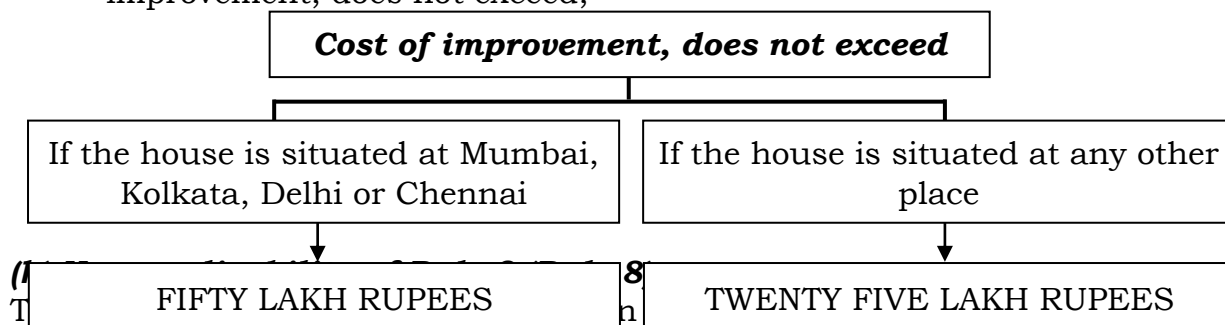 improvement, does not exceed,
Cost of improvement, does not exceed
If the house is situated at Mumbai,
Kolkata, Delhi or Chennai
If the house is situated at any other
place
8
FIFTY LAKH RUPEES
TWENTY FIVE LAKH RUPEES